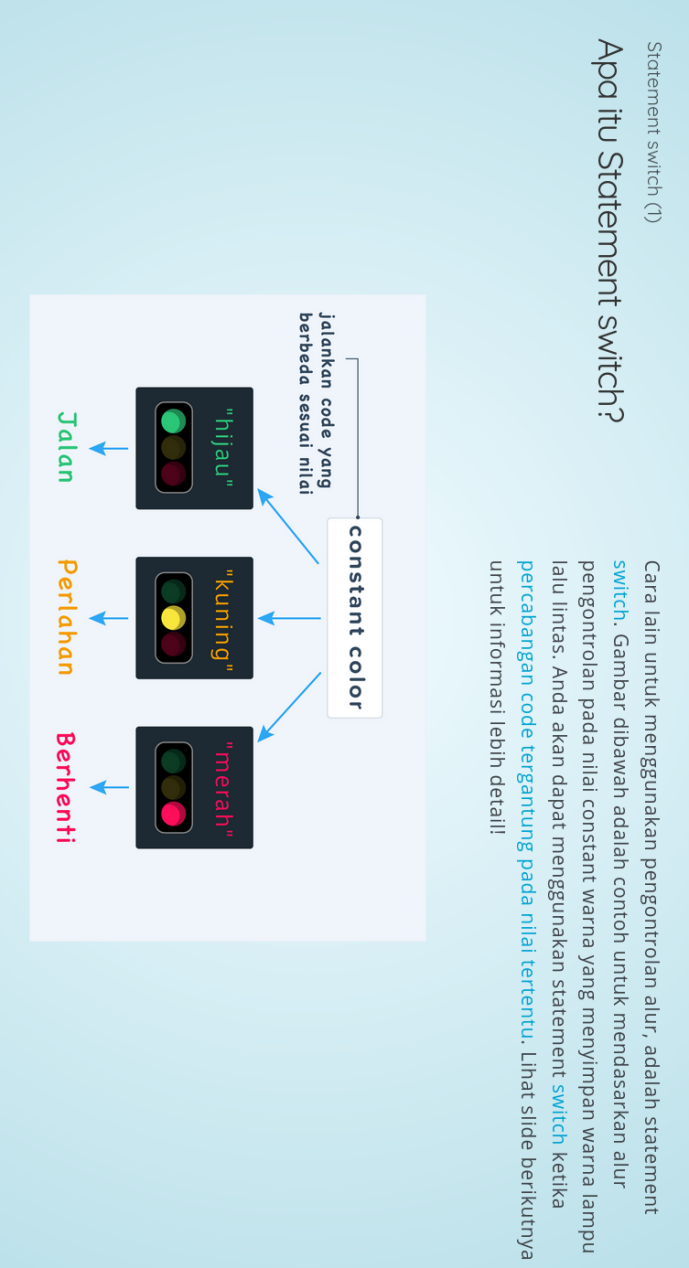 Statement switch (1)
Apa itu Statement switch?
Cara lain untuk menggunakan pengontrolan alur, adalah statement
switch. Gambar dibawah adalah contoh untuk mendasarkan alur
pengontrolan pada nilai constant warna yang menyimpan warna lampu
lalu lintas. Anda akan dapat menggunakan statement switch ketika
percabangan code tergantung pada nilai tertentu. Lihat slide berikutnya
untuk informasi lebih detail!
constant color
jalankan code yang
berbeda sesuai nilai
"hijau"
"kuning"
"merah"
Jalan
Perlahan
Berhenti